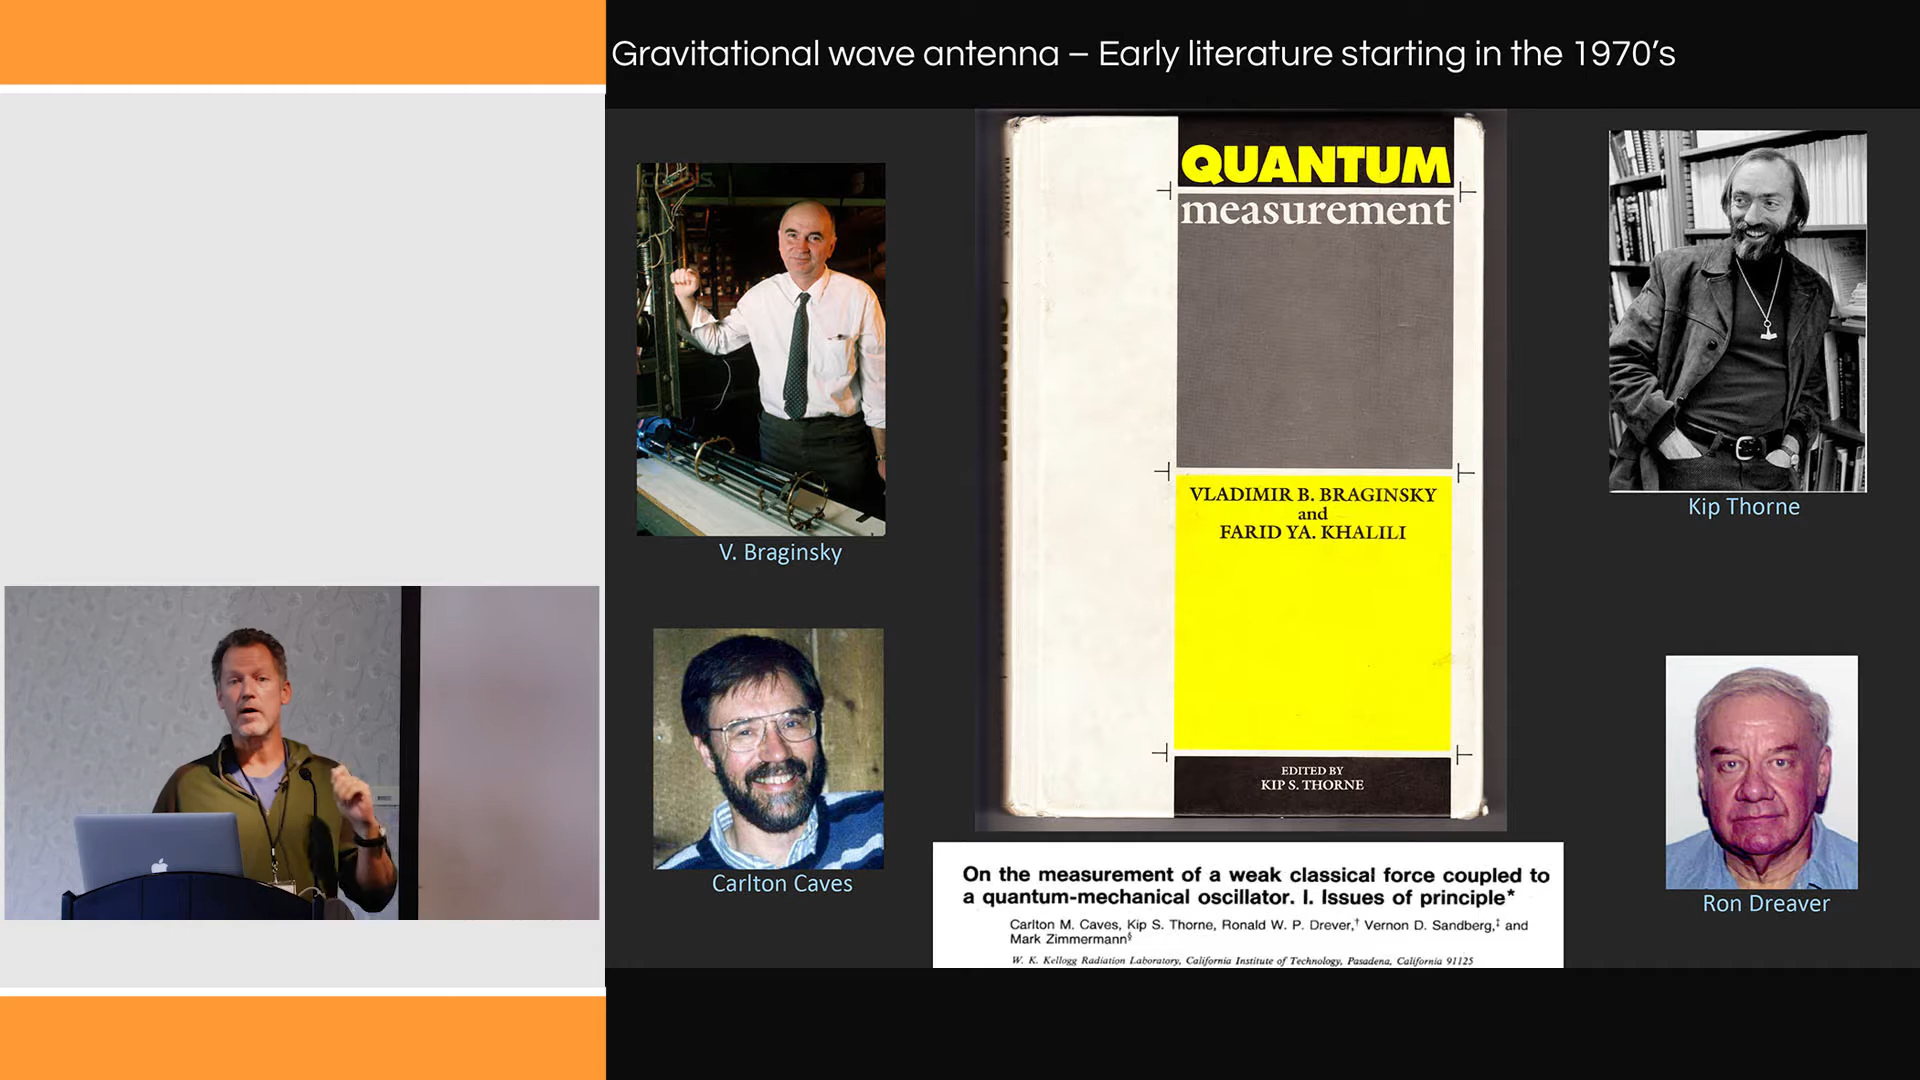 Gravitational wave antenna – Early literature starting in the 1970's
QUANTUM
measurement
VLADIMIR B. BRAGINSKY
and
FARID YA. KHALILI
EDITED BY
KIP S. THORNE
V. Braginsky
Kip Thorne
Carlton Caves
Ron Dreaver
On the measurement of a weak classical force coupled to
a quantum-mechanical oscillator. I. Issues of principle*
Carlton M. Caves, Kip S. Thorne, Ronald W. P. Drever,† Vernon D. Sandberg,‡ and
Mark Zimmermann§
W. K. Kellogg Radiation Laboratory, California Institute of Technology, Pasadena, California 91125